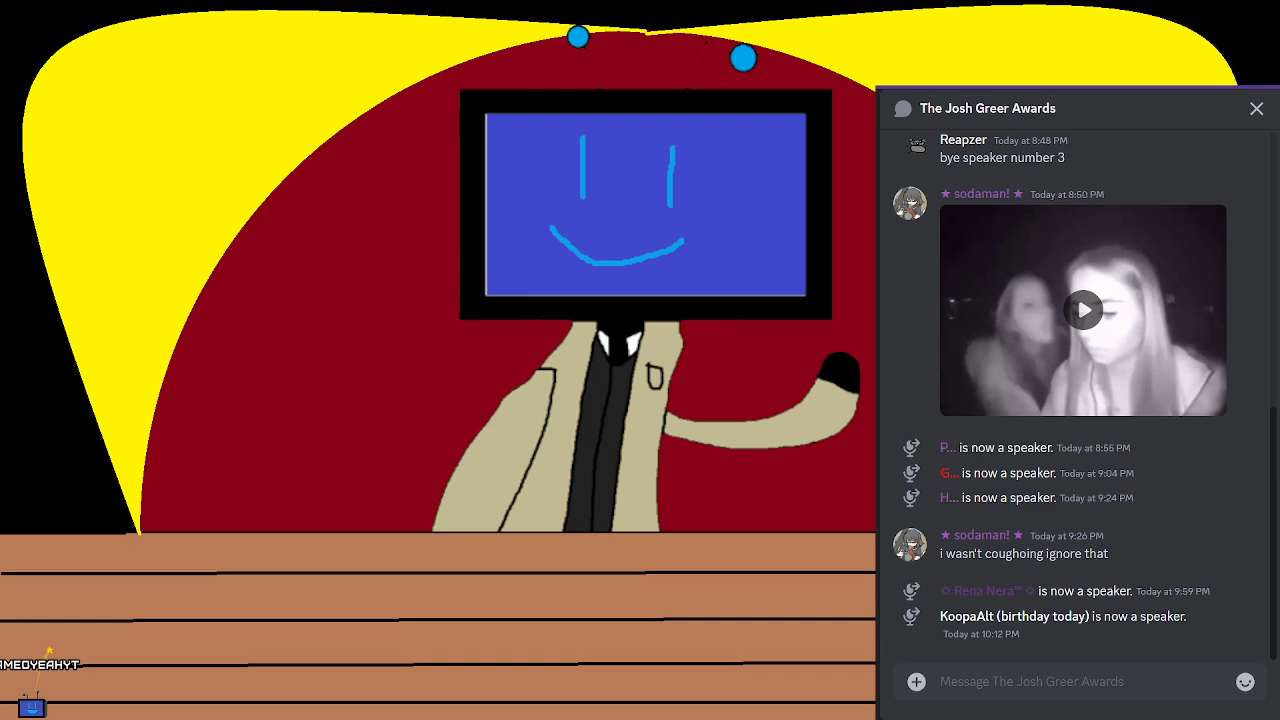 The Josh Greer Awards
Reapzer Today at 8:48 PM
bye speaker number 3
★ sodaman! ★ Today at 8:50 PM
P... is now a speaker. Today at 8:55 PM
G... is now a speaker. Today at 9:04 PM
H... is now a speaker. Today at 9:24 PM
★ sodaman! ★ Today at 9:26 PM
i wasn't coughoing ignore that
◇ Rena Nera™ ◇ is now a speaker. Today at 9:59 PM
KoopaAlt (birthday today) is now a speaker.
Today at 10:12 PM
Message The Josh Greer Awards
AMEOYEAHYT